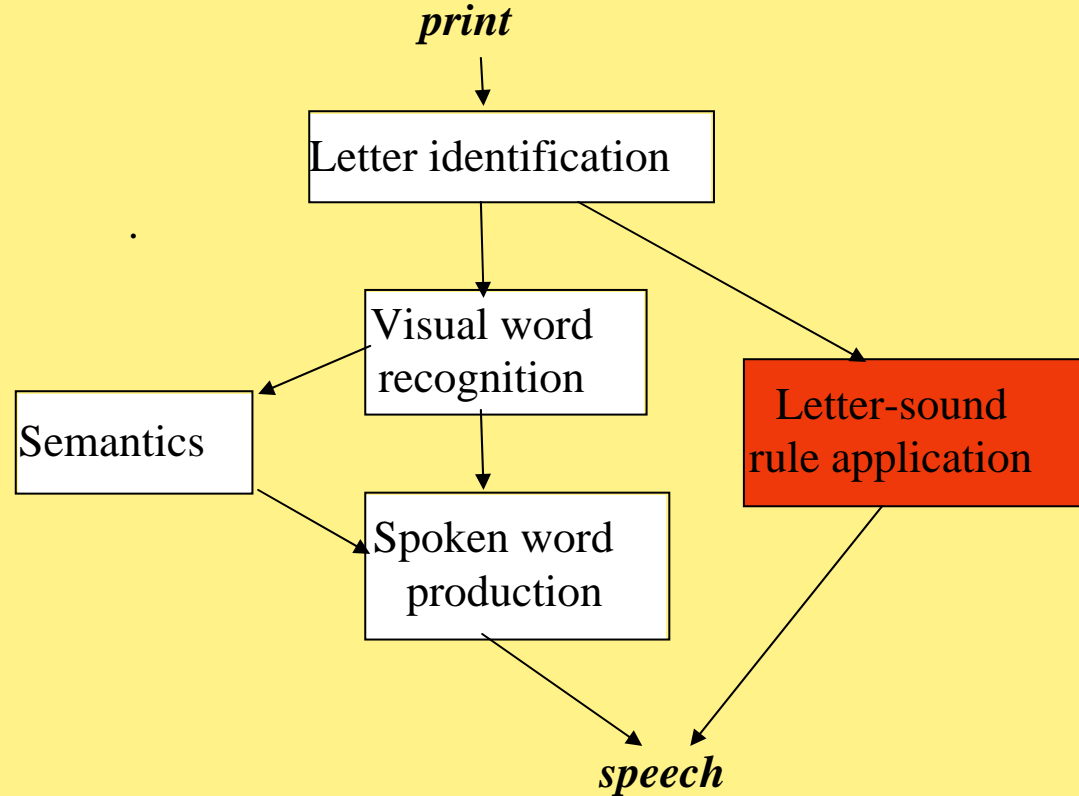 print
Letter identification
.
Visual word
recognition
Semantics
Letter-sound
rule application
Spoken word
production
speech